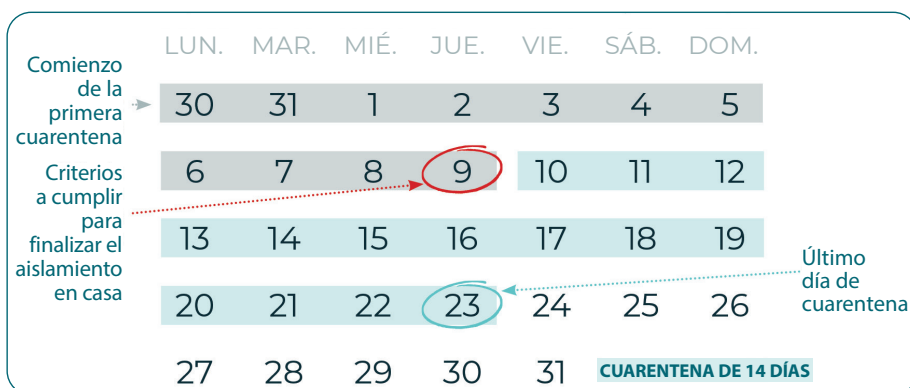 LUN. MAR. MIÉ. JUE. VIE. SÁB. DOM.
Comienzo
de la
primera
cuarentena
30 31 1 2 3 4 5
6 7 8 9 10 11 12
Criterios
a cumplir
para
finalizar el
aislamiento
en casa
13 14 15 16 17 18 19
20 21 22 23 24 25 26
Último
día de
cuarentena
27 28 29 30 31
CUARENTENA DE 14 DÍAS